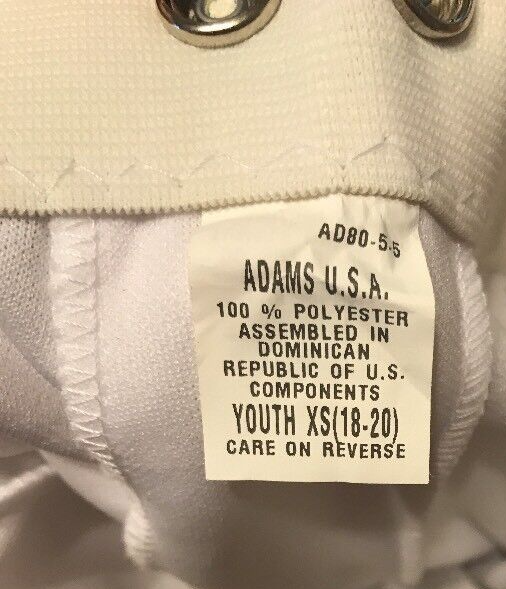 AD80-5-5
ADAMS U.S.A.
100 % POLYESTER
ASSEMBLED IN
DOMINICAN
REPUBLIC OF U.S.
COMPONENTS
YOUTH XS(18-20)
CARE ON REVERSE